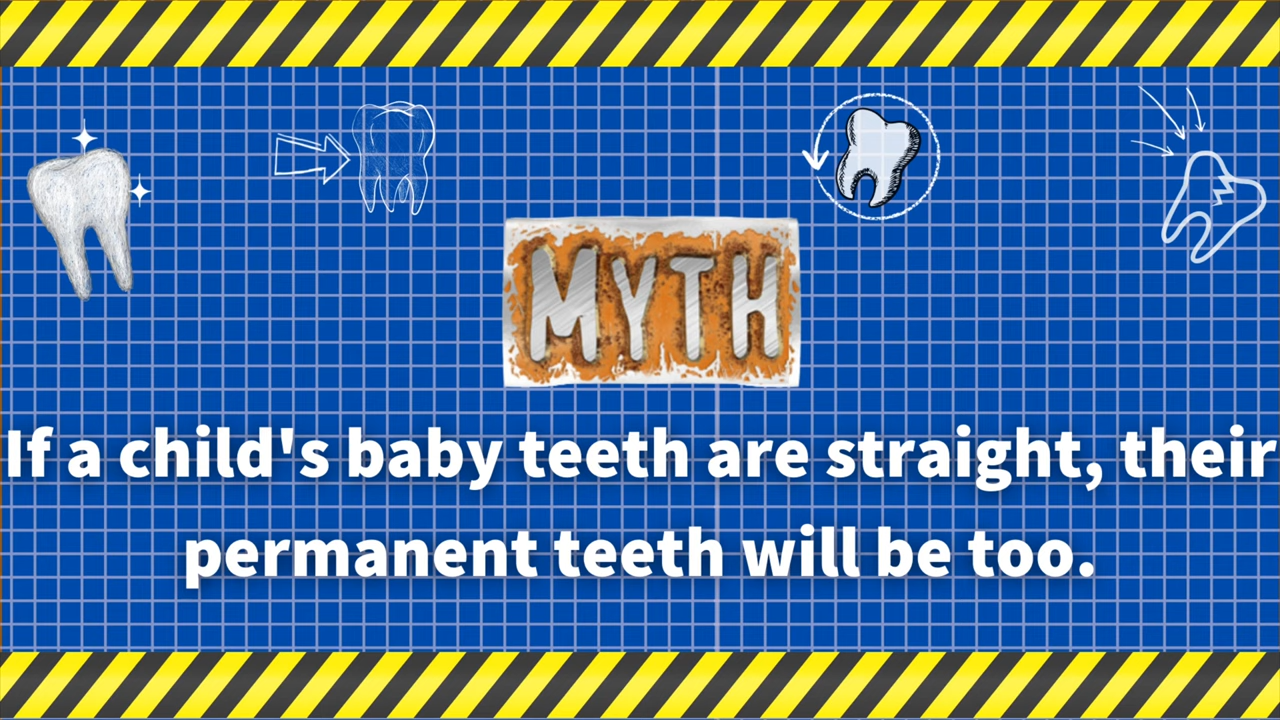 MYTH
If a child's baby teeth are straight, their
permanent teeth will be too.